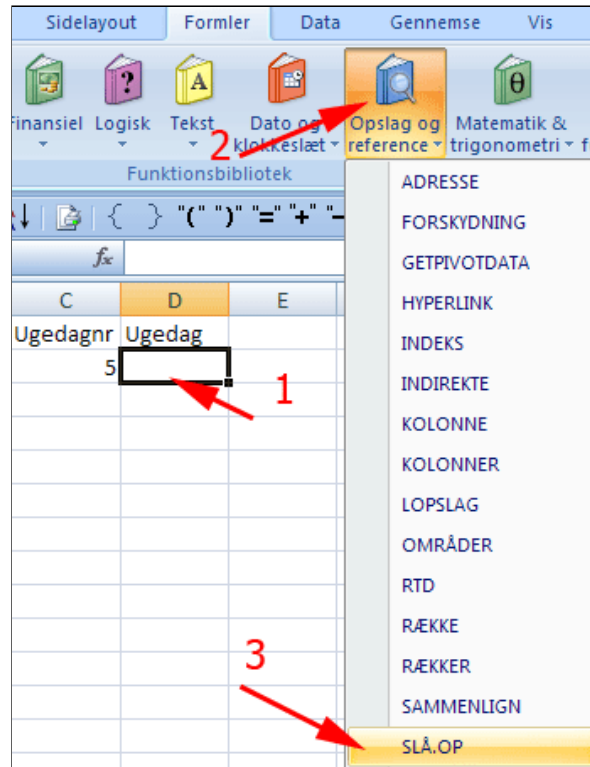 Sidelayout Formler Data Gennemse Vis
Finansiel Logisk Tekst Dato og Opslag og Matematik &
klokkeslæt reference trigonometri f
2
Funktionsbibliotek
{ } "(" ")" "=" "+" "-
fx
C D E
Ugedagnr Ugedag
5
1
3
ADRESSE
FORSKYDNING
GETPIVOTDATA
HYPERLINK
INDEKS
INDIREKTE
KOLONNE
KOLONNER
LOPSLAG
OMRÅDER
RTD
RÆKKE
RÆKKER
SAMMENLIGN
SLÅ.OP